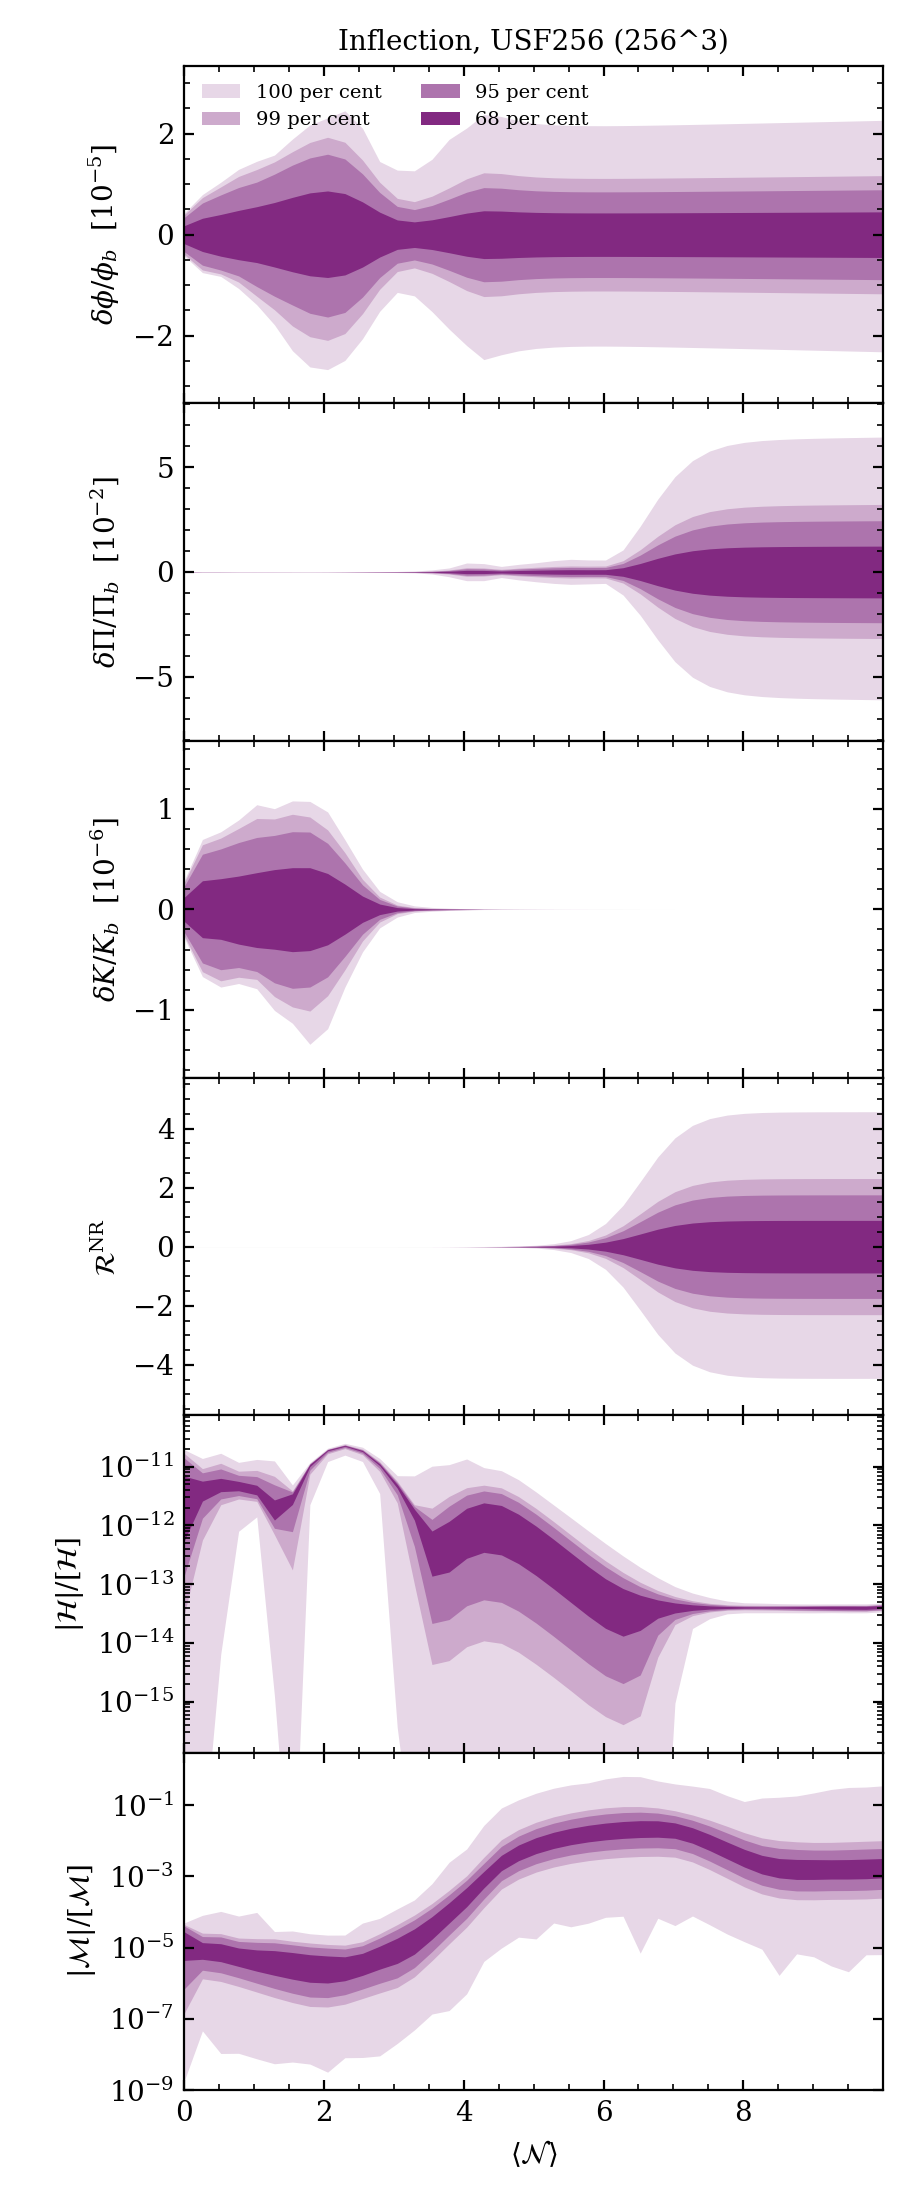 Inflection, USF256 (256^3)
100 per cent
99 per cent
95 per cent
68 per cent
δϕ/ϕ_b [10^{−5}]
2
0
−2
δΠ/Π_b [10^{−2}]
5
0
−5
δK/K_b [10^{−6}]
1
0
−1
ℛ^{NR}
4
2
0
−2
−4
|ℋ|/[ℋ]
10^{−11}
10^{−12}
10^{−13}
10^{−14}
10^{−15}
|ℳ|/[ℳ]
10^{−1}
10^{−3}
10^{−5}
10^{−7}
10^{−9}
0 2 4 6 8
⟨𝒩⟩